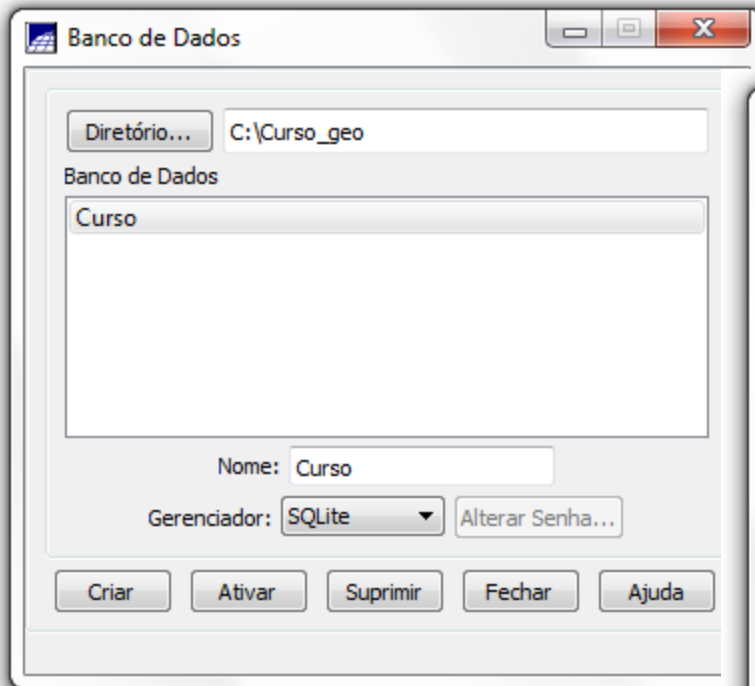 Banco de Dados
Diretório... C:\Curso_geo
Banco de Dados
Curso
Nome: Curso
Gerenciador: SQLite Alterar Senha...
Criar Ativar Suprimir Fechar Ajuda